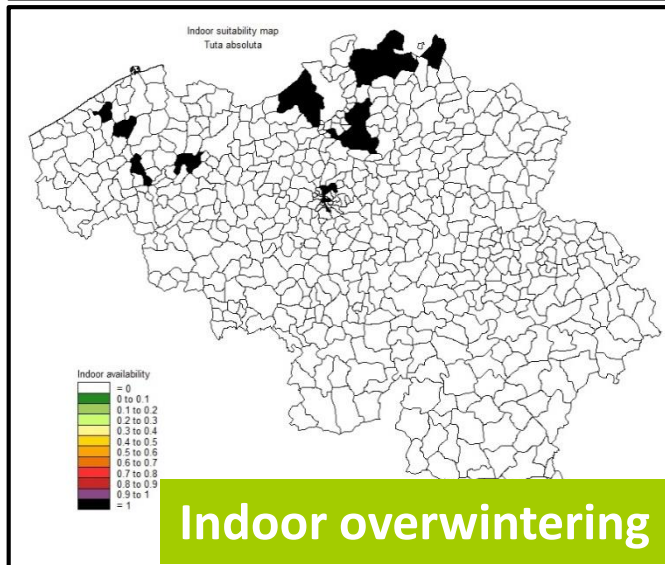 Indoor suitability map
Tuta absoluta
Indoor availability
= 0
0 to 0.1
0.1 to 0.2
0.2 to 0.3
0.3 to 0.4
0.4 to 0.5
0.5 to 0.6
0.6 to 0.7
0.7 to 0.8
0.8 to 0.9
0.9 to 1
= 1
Indoor overwintering